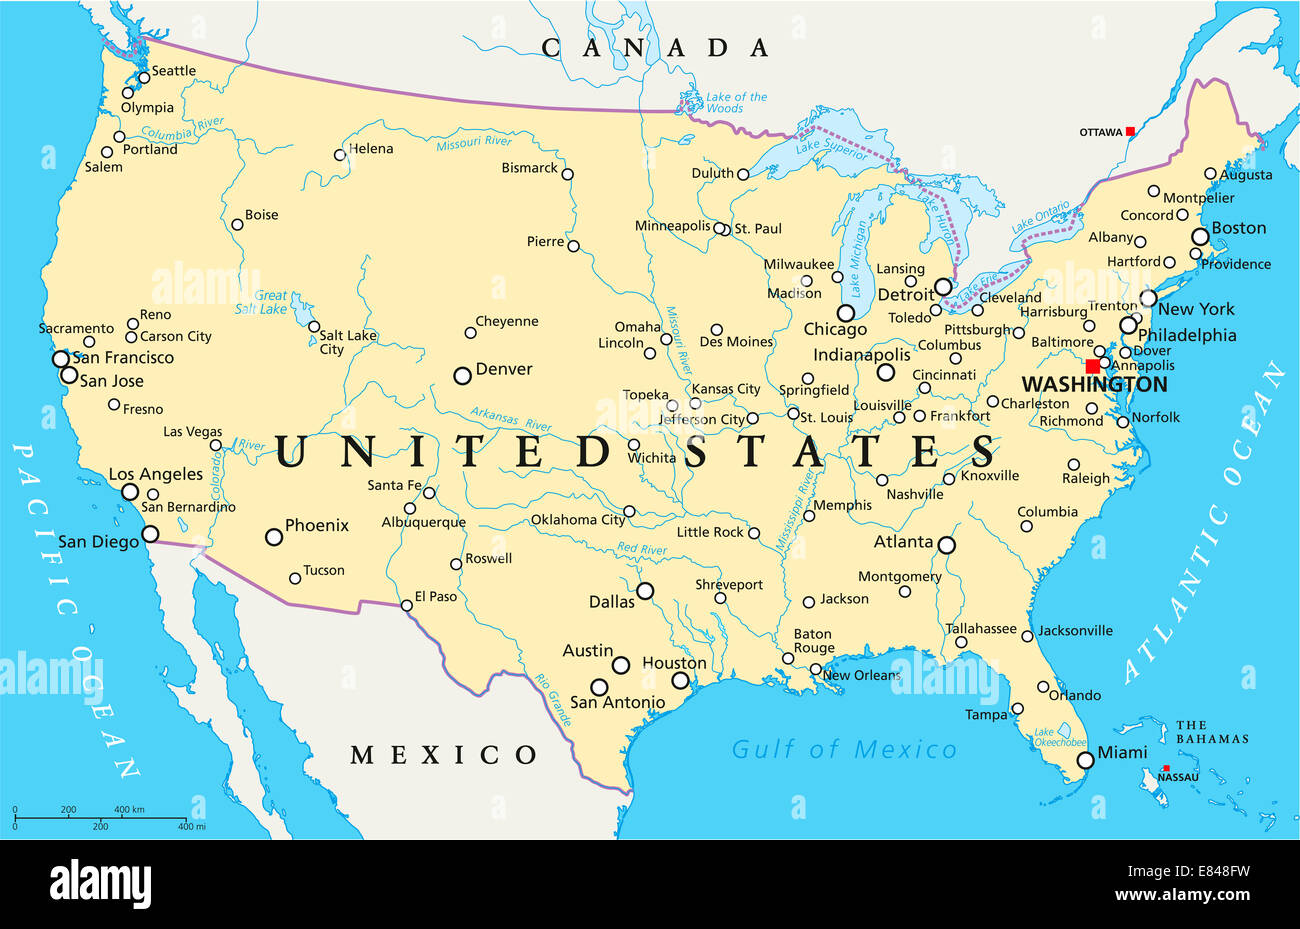 CANADA
Seattle
Olympia
Columbia River
Portland
Salem
Helena
Missouri River
Bismarck
Lake of the
Woods
Duluth
Lake Superior
OTTAWA
Augusta
Montpelier
Concord
Boston
Albany
Hartford
Providence
Boise
Pierre
Minneapolis
St. Paul
Lake Huron
Lake Ontario
Milwaukee
Madison
Lake Michigan
Lansing
Detroit
Lake Erie
Cleveland
Toledo
Pittsburgh
Harrisburg
Trenton
New York
Philadelphia
Great
Salt Lake
Salt Lake
City
Reno
Carson City
Sacramento
San Francisco
San Jose
Fresno
Cheyenne
Denver
Omaha
Lincoln
Missouri River
Des Moines
Chicago
Indianapolis
Columbus
Cincinnati
Baltimore
Dover
Annapolis
WASHINGTON
Topeka
Kansas City
Jefferson City
Springfield
St. Louis
Louisville
Frankfort
Charleston
Richmond
Norfolk
Las Vegas
Colorado River
Arkansas River
UNITED STATES
Wichita
Nashville
Knoxville
Raleigh
Los Angeles
San Bernardino
San Diego
Phoenix
Tucson
Santa Fe
Albuquerque
Roswell
El Paso
Oklahoma City
Little Rock
Mississippi River
Memphis
Columbia
Atlanta
Red River
Dallas
Shreveport
Jackson
Montgomery
Tallahassee
Jacksonville
Baton
Rouge
New Orleans
Austin
Houston
San Antonio
Rio Grande
Orlando
Tampa
Lake
Okeechobee
Miami
THE
BAHAMAS
NASSAU
MEXICO
Gulf of Mexico
PACIFIC OCEAN
ATLANTIC OCEAN
0 200 400 km
0 200 400 mi
alamy
alamy
alamy
a
a
a
a
alamy
Image ID: E848FW
www.alamy.com